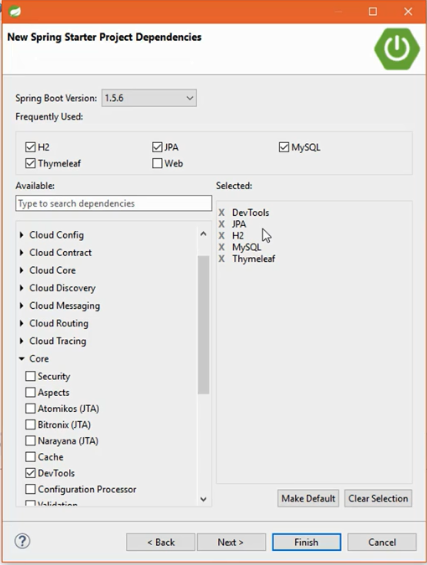 New Spring Starter Project Dependencies
Spring Boot Version: 1.5.6
Frequently Used:
H2 JPA MySQL
Thymeleaf Web
Available: Selected:
Type to search dependencies
DevTools
JPA
H2
MySQL
Thymeleaf
Cloud Config
Cloud Contract
Cloud Core
Cloud Discovery
Cloud Messaging
Cloud Routing
Cloud Tracing
Core
Security
Aspects
Atomikos (JTA)
Bitronix (JTA)
Narayana (JTA)
Cache
DevTools
Configuration Processor
Validation
Make Default Clear Selection
? < Back Next > Finish Cancel